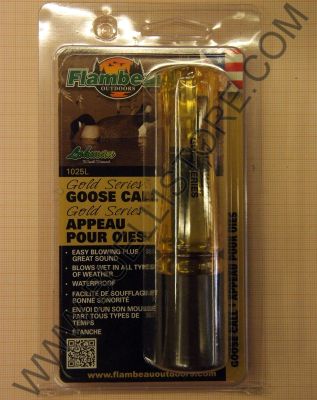 Flambeau
OUTDOORS
1025L
Gold Series
GOOSE CALL
Gold Series
APPEAU
POUR OIES
• EASY BLOWING PLUS
GREAT SOUND
• BLOWS WET IN ALL TYPES
OF WEATHER
• WATERPROOF
• FACILITÉ DE SOUFFLAGE ET
BONNE SONORITÉ
• ENVOI D'UN SON MOUILLÉ
PAR TOUS TYPES DE
TEMPS
• ÉTANCHE
www.flambeauoutdoors.com
GOLD SERIES
GOOSE CALL • APPEAU POUR OIES